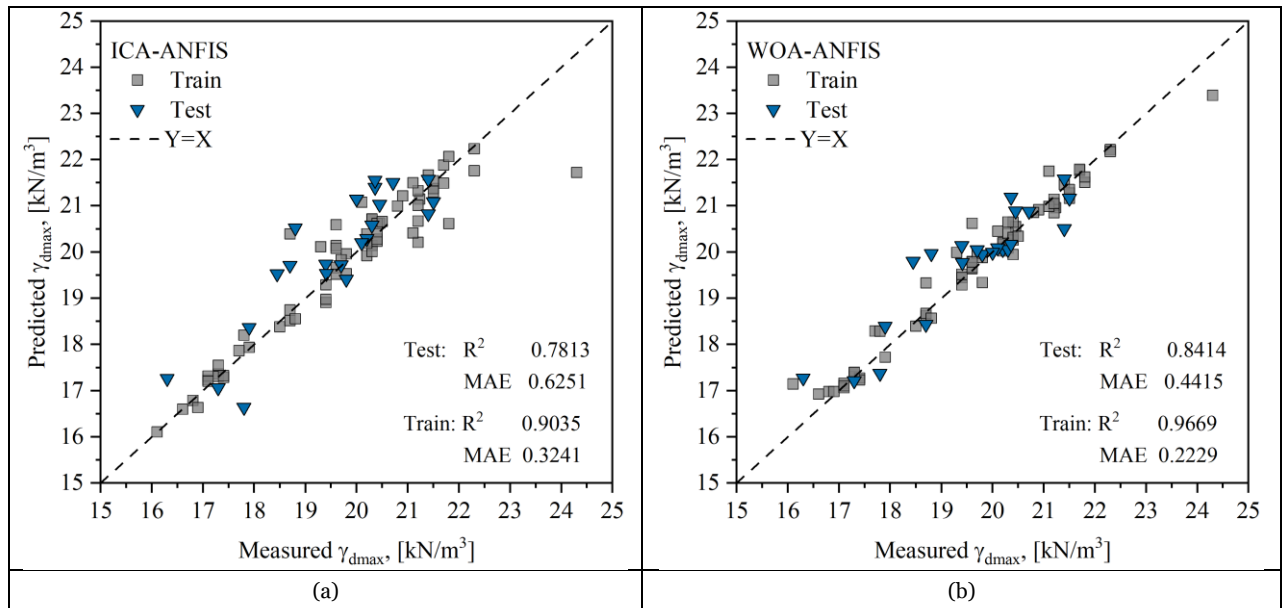 25
24
23
22
21
20
19
18
17
16
15
Predicted γdmax, [kN/m³]
ICA-ANFIS
Train
Test
Y=X
Test: R² 0.7813
MAE 0.6251
Train: R² 0.9035
MAE 0.3241
15 16 17 18 19 20 21 22 23 24 25
Measured γdmax, [kN/m³]
(a)
25
24
23
22
21
20
19
18
17
16
15
Predicted γdmax, [kN/m³]
WOA-ANFIS
Train
Test
Y=X
Test: R² 0.8414
MAE 0.4415
Train: R² 0.9669
MAE 0.2229
15 16 17 18 19 20 21 22 23 24 25
Measured γdmax, [kN/m³]
(b)